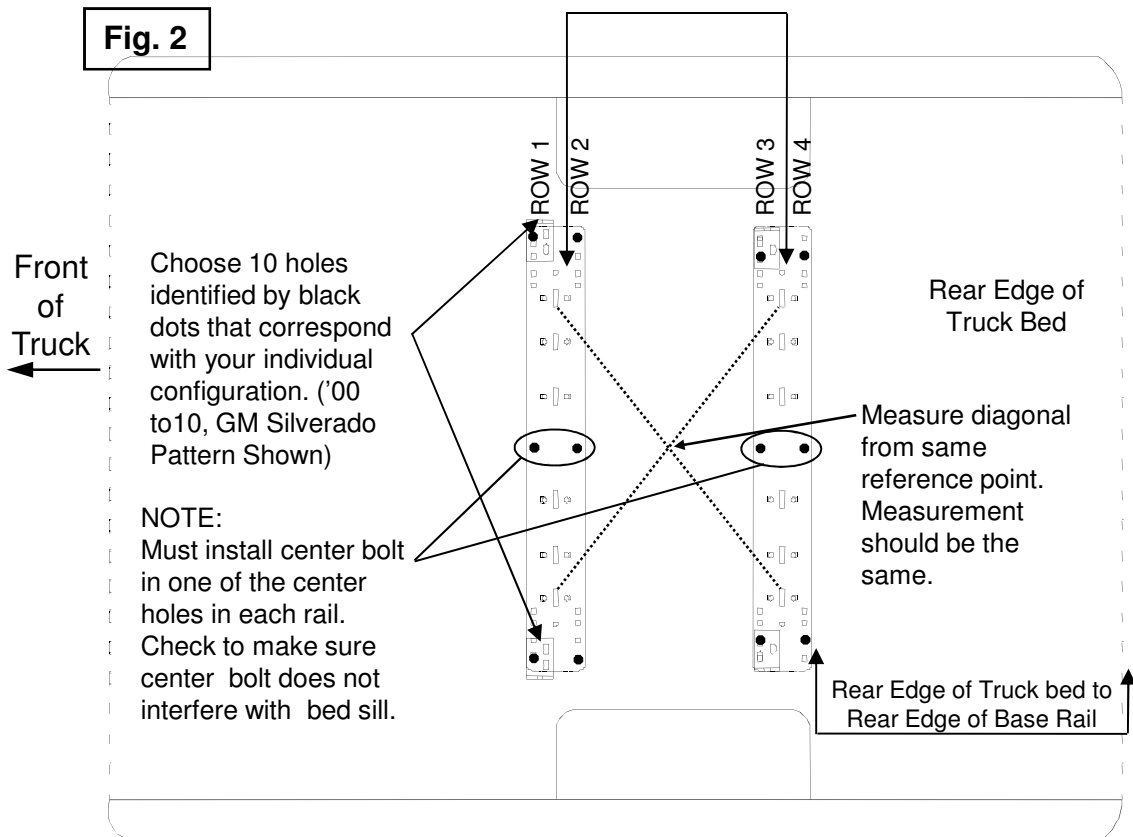 Fig. 2
ROW 1
ROW 2
ROW 3
ROW 4
Front
of
Truck
Choose 10 holes
identified by black
dots that correspond
with your individual
configuration. (’00
to10, GM Silverado
Pattern Shown)
Rear Edge of
Truck Bed
Measure diagonal
from same
reference point.
Measurement
should be the
same.
NOTE:
Must install center bolt
in one of the center
holes in each rail.
Check to make sure
center bolt does not
interfere with bed sill.
Rear Edge of Truck bed to
Rear Edge of Base Rail